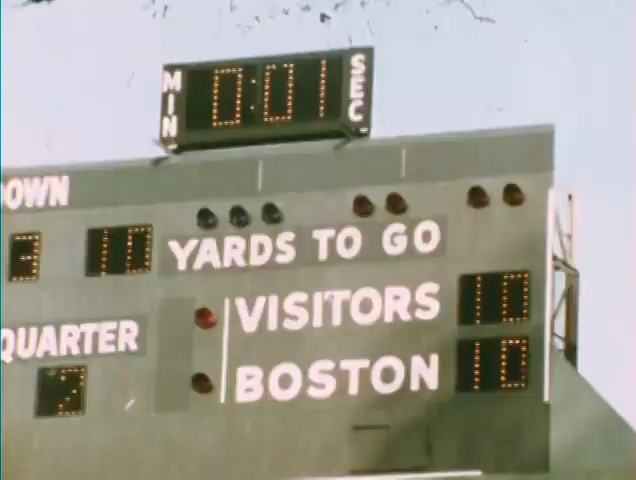 MIN 0:01 SEC
DOWN
3 10 YARDS TO GO
VISITORS 10
QUARTER
2 BOSTON 10